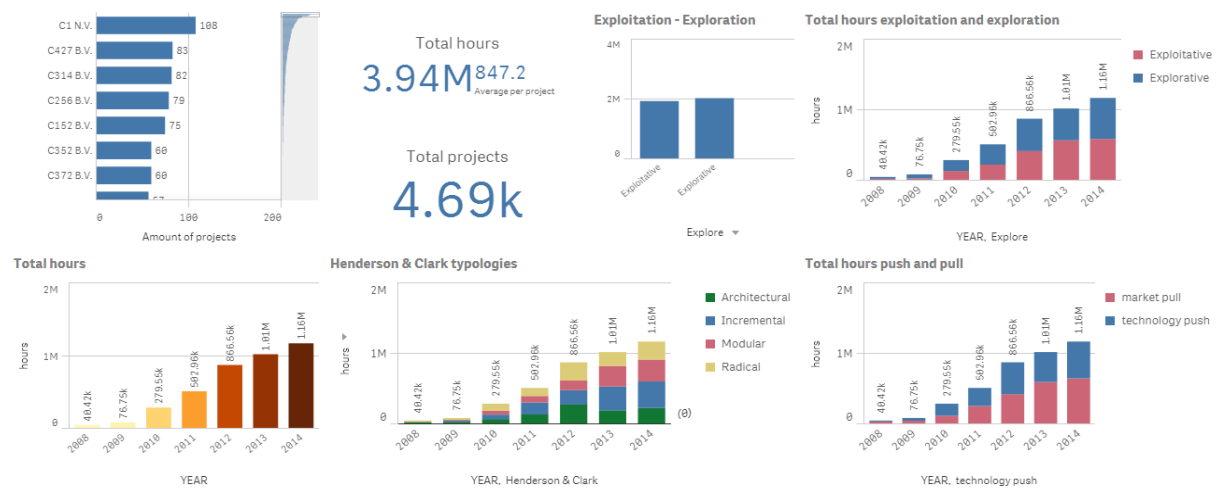 C1 N.V.
108
C427 B.V.
83
C314 B.V.
82
C256 B.V.
79
C152 B.V.
75
C352 B.V.
60
C372 B.V.
60
0
100
200
Amount of projects
Total hours
3.94M
847.2
Average per project
Total projects
4.69k
Exploitation - Exploration
4M
2M
0
Exploitative
Explorative
Explore
Total hours exploitation and exploration
2M
1M
0
hours
40.42k
76.75k
279.55k
502.96k
866.56k
1.01M
1.16M
2008
2009
2010
2011
2012
2013
2014
YEAR, Explore
Exploitative
Explorative
Total hours
2M
1M
0
hours
40.42k
76.75k
279.55k
502.96k
866.56k
1.01M
1.16M
2008
2009
2010
2011
2012
2013
2014
YEAR
Henderson & Clark typologies
2M
1M
0
hours
40.42k
76.75k
279.55k
502.96k
866.56k
1.01M
1.16M
(0)
2008
2009
2010
2011
2012
2013
2014
YEAR, Henderson & Clark
Architectural
Incremental
Modular
Radical
Total hours push and pull
2M
1M
0
hours
40.42k
76.75k
279.55k
502.96k
866.56k
1.01M
1.16M
2008
2009
2010
2011
2012
2013
2014
YEAR, technology push
market pull
technology push